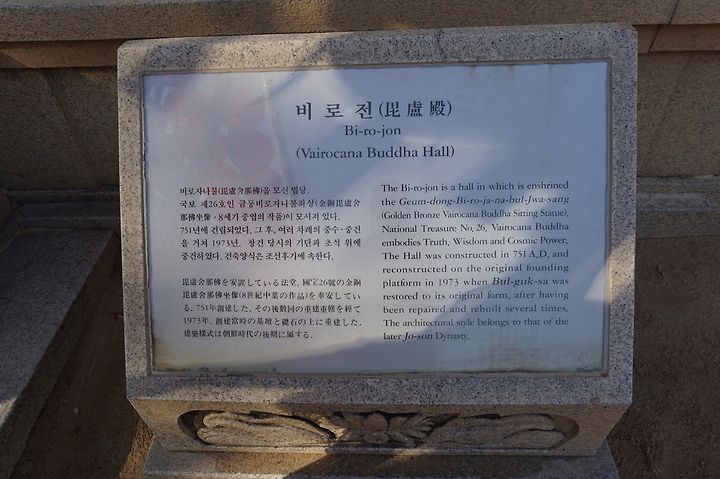 비로전(毘盧殿)
Bi-ro-jon
(Vairocana Buddha Hall)
비로자나불(毘盧舍那佛)을 모신 법당.
국보 제26호인 금동비로자나불좌상(金銅毘盧舍
那佛坐像·8세기 중엽의 작품)이 모셔져 있다.
751년에 건립되었다. 그 후, 여러 차례의 중수·중건
을 거쳐 1973년, 창건 당시의 기단과 초석 위에
중건하였다. 건축양식은 조선후기에 속한다.
毘盧舍那佛を安置している法堂. 國宝26號の金銅
毘盧舍那佛坐像(8世紀中葉の作品)を奉安してい
る. 751年創建した. その後數回の重建重修を經て
1973年, 創建當時の基壇と礎石の上に重建した.
建築樣式は朝鮮時代の後期に属する.
The Bi-ro-jon is a hall in which is enshrined
the Geum-dong-Bi-ro-ja-na-bul-Jwa-sang
(Golden Bronze Vairocana Buddha Sitting Statue),
National Treasure No. 26, Vairocana Buddha
embodies Truth, Wisdom and Cosmic Power.
The Hall was constructed in 751 A,D, and
reconstructed on the original founding
platform in 1973 when Bul-guk-sa was
restored to its original form, after having
been repaired and rebuilt several times.
The architectural style belongs to that of the
later Jo-son Dynasty.